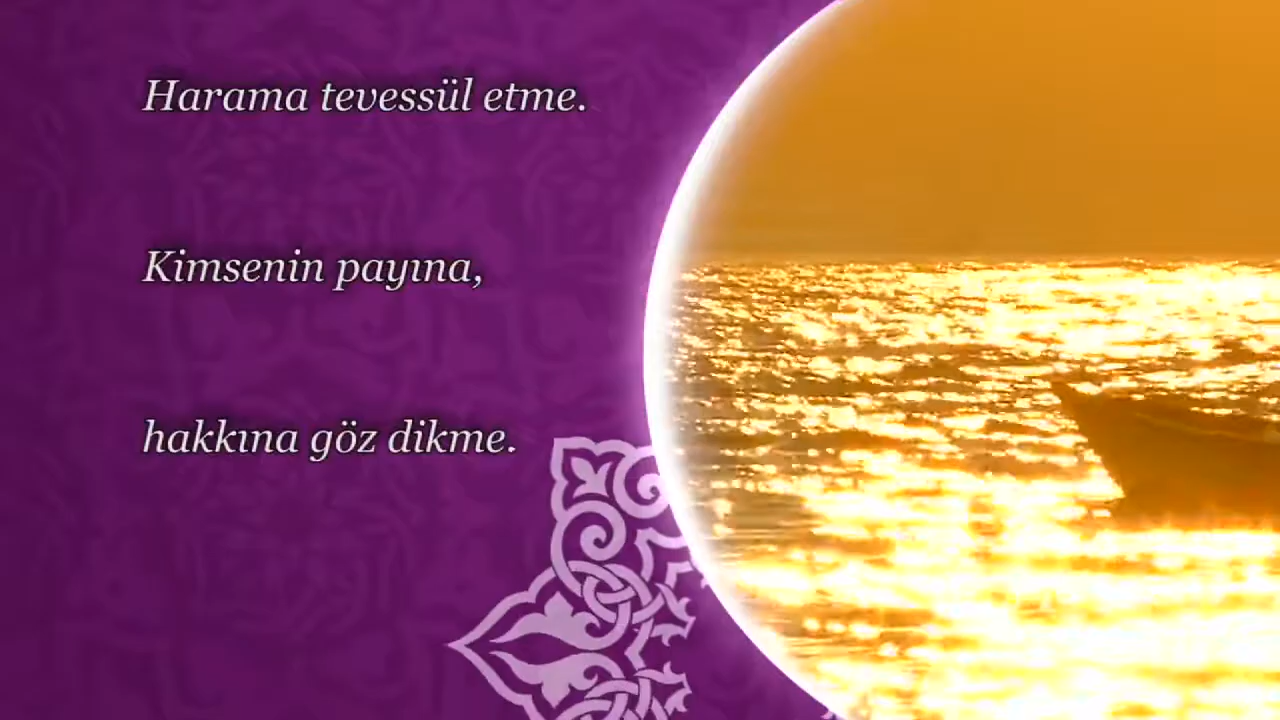 Harama tevessül etme.
Kimsenin payına,
hakkına göz dikme.